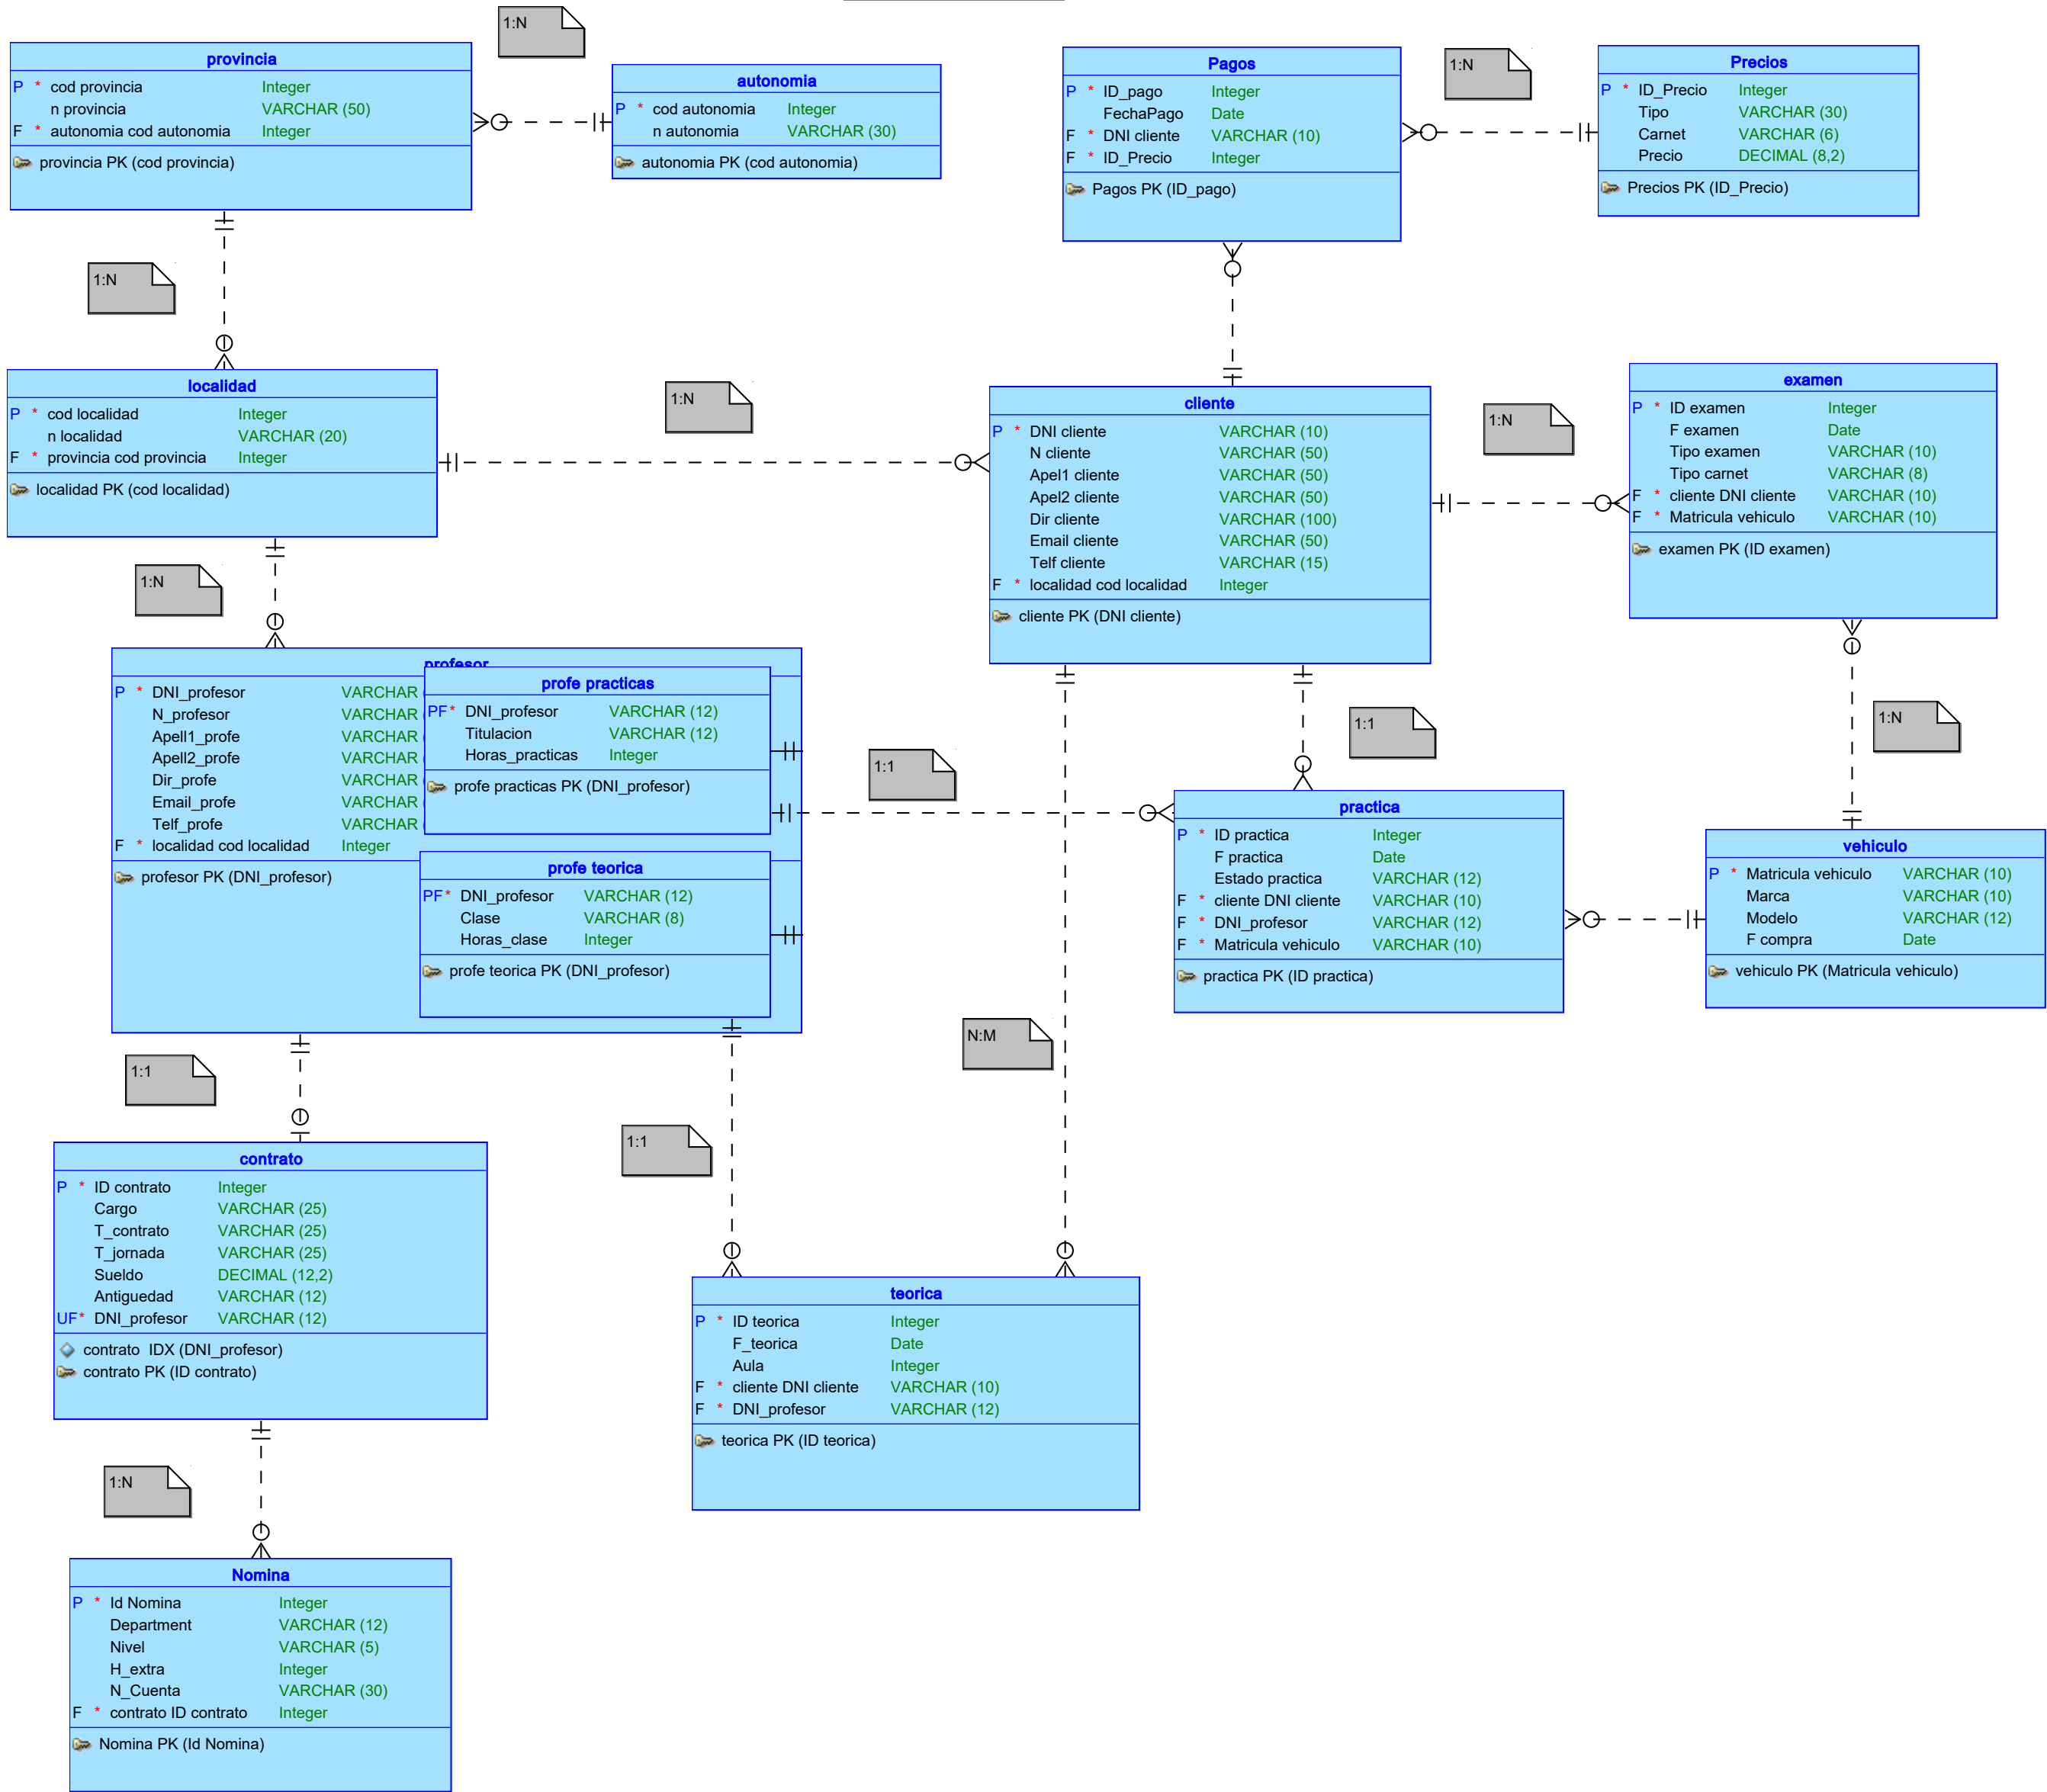 1:N
provincia
P * cod provincia Integer
n provincia VARCHAR (50)
F * autonomia cod autonomia Integer
provincia PK (cod provincia)
autonomia
P * cod autonomia Integer
n autonomia VARCHAR (30)
autonomia PK (cod autonomia)
Pagos
P * ID_pago Integer
FechaPago Date
F * DNI cliente VARCHAR (10)
F * ID_Precio Integer
Pagos PK (ID_pago)
1:N
Precios
P * ID_Precio Integer
Tipo VARCHAR (30)
Carnet VARCHAR (6)
Precio DECIMAL (8,2)
Precios PK (ID_Precio)
1:N
localidad
P * cod localidad Integer
n localidad VARCHAR (20)
F * provincia cod provincia Integer
localidad PK (cod localidad)
1:N
cliente
P * DNI cliente VARCHAR (10)
N cliente VARCHAR (50)
Apel1 cliente VARCHAR (50)
Apel2 cliente VARCHAR (50)
Dir cliente VARCHAR (100)
Email cliente VARCHAR (50)
Telf cliente VARCHAR (15)
F * localidad cod localidad Integer
cliente PK (DNI cliente)
1:N
examen
P * ID examen Integer
F examen Date
Tipo examen VARCHAR (10)
Tipo carnet VARCHAR (8)
F * cliente DNI cliente VARCHAR (10)
F * Matricula vehiculo VARCHAR (10)
examen PK (ID examen)
1:N
profesor
P * DNI_profesor VARCHAR
N_profesor VARCHAR
Apell1_profe VARCHAR
Apell2_profe VARCHAR
Dir_profe VARCHAR
Email_profe VARCHAR
Telf_profe VARCHAR
F * localidad cod localidad Integer
profesor PK (DNI_profesor)
profe practicas
PF* DNI_profesor VARCHAR (12)
Titulacion VARCHAR (12)
Horas_practicas Integer
profe practicas PK (DNI_profesor)
profe teorica
PF* DNI_profesor VARCHAR (12)
Clase VARCHAR (8)
Horas_clase Integer
profe teorica PK (DNI_profesor)
1:1
1:1
1:N
practica
P * ID practica Integer
F practica Date
Estado practica VARCHAR (12)
F * cliente DNI cliente VARCHAR (10)
F * DNI_profesor VARCHAR (12)
F * Matricula vehiculo VARCHAR (10)
practica PK (ID practica)
vehiculo
P * Matricula vehiculo VARCHAR (10)
Marca VARCHAR (10)
Modelo VARCHAR (12)
F compra Date
vehiculo PK (Matricula vehiculo)
N:M
1:1
1:1
contrato
P * ID contrato Integer
Cargo VARCHAR (25)
T_contrato VARCHAR (25)
T_jornada VARCHAR (25)
Sueldo DECIMAL (12,2)
Antiguedad VARCHAR (12)
UF* DNI_profesor VARCHAR (12)
contrato IDX (DNI_profesor)
contrato PK (ID contrato)
teorica
P * ID teorica Integer
F_teorica Date
Aula Integer
F * cliente DNI cliente VARCHAR (10)
F * DNI_profesor VARCHAR (12)
teorica PK (ID teorica)
1:N
Nomina
P * Id Nomina Integer
Department VARCHAR (12)
Nivel VARCHAR (5)
H_extra Integer
N_Cuenta VARCHAR (30)
F * contrato ID contrato Integer
Nomina PK (Id Nomina)